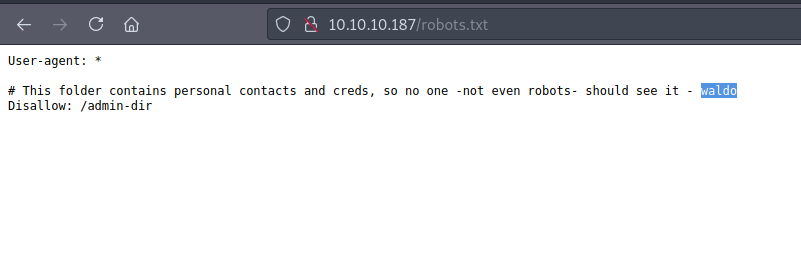 10.10.10.187/robots.txt
User-agent: *
# This folder contains personal contacts and creds, so no one -not even robots- should see it - waldo
Disallow: /admin-dir